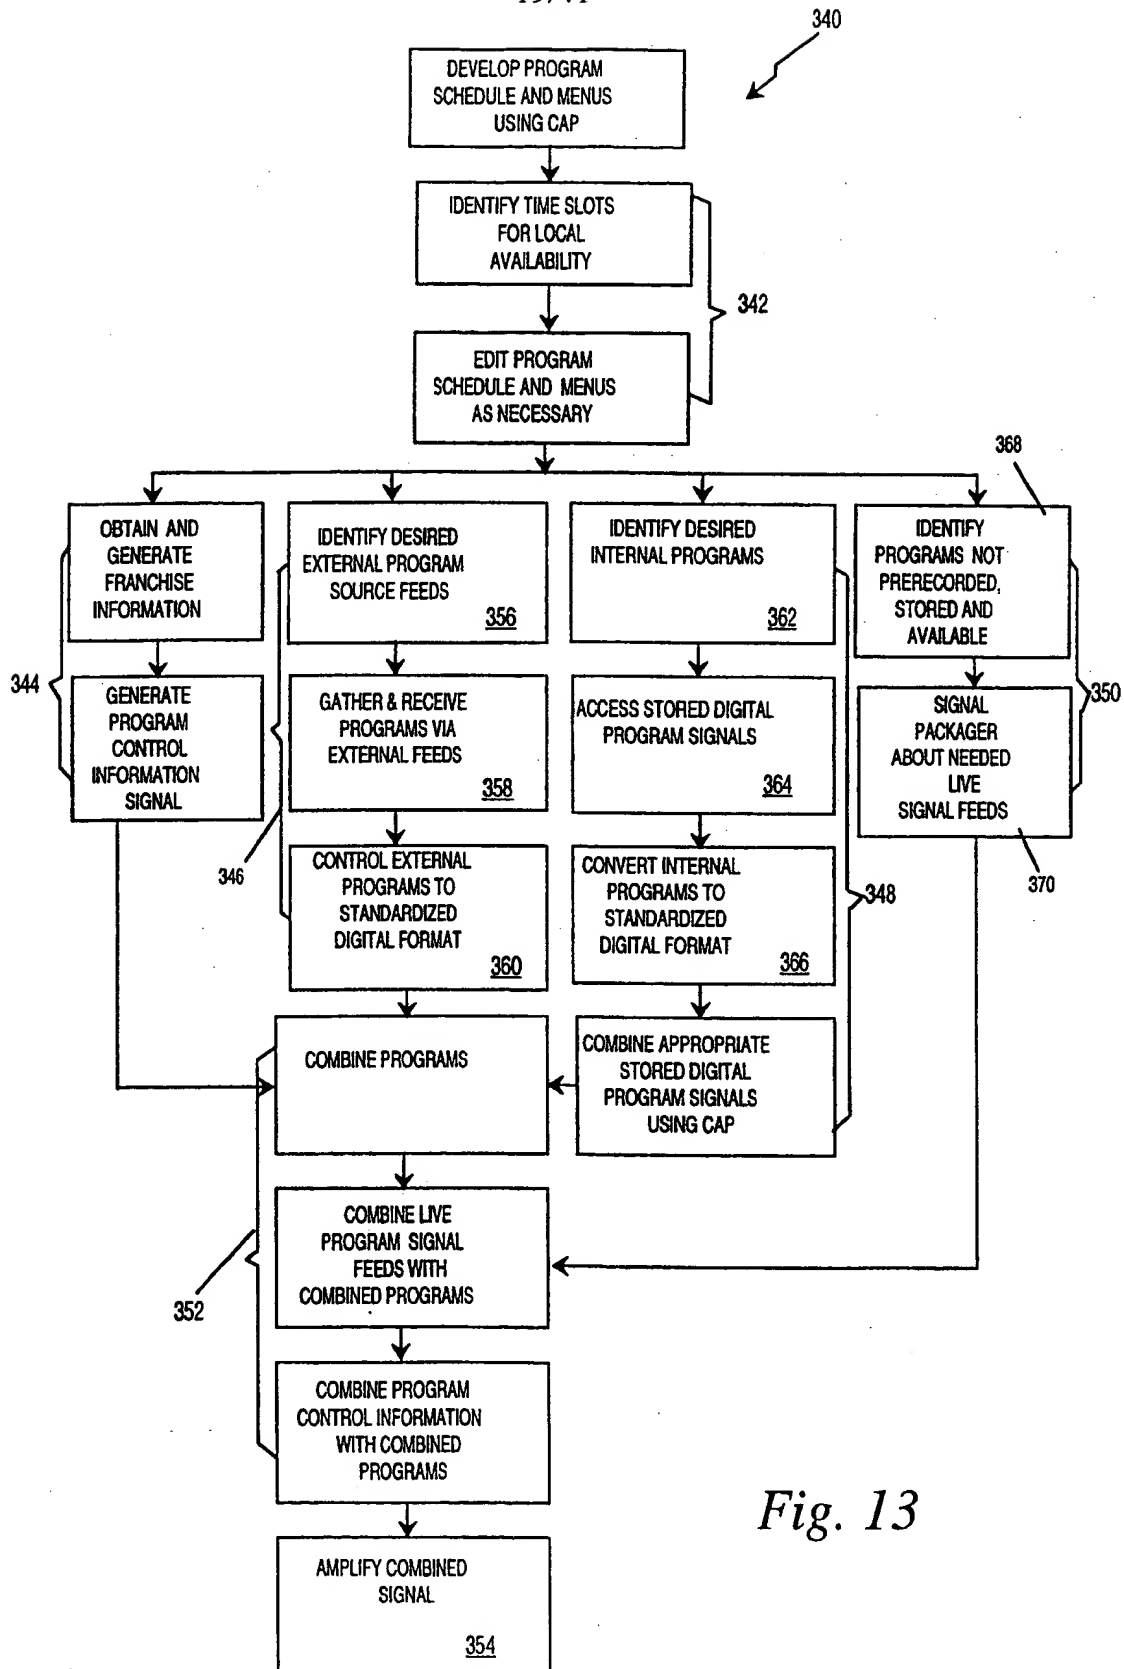 340
DEVELOP PROGRAM
SCHEDULE AND MENUS
USING CAP
IDENTIFY TIME SLOTS
FOR LOCAL
AVAILABILITY
342
EDIT PROGRAM
SCHEDULE AND MENUS
AS NECESSARY
368
OBTAIN AND
GENERATE
FRANCHISE
INFORMATION
IDENTIFY DESIRED
EXTERNAL PROGRAM
SOURCE FEEDS
356
IDENTIFY DESIRED
INTERNAL PROGRAMS
362
IDENTIFY
PROGRAMS NOT
PRERECORDED,
STORED AND
AVAILABLE
344
GENERATE
PROGRAM
CONTROL
INFORMATION
SIGNAL
GATHER & RECEIVE
PROGRAMS VIA
EXTERNAL FEEDS
358
ACCESS STORED DIGITAL
PROGRAM SIGNALS
364
SIGNAL
PACKAGER
ABOUT NEEDED
LIVE
SIGNAL FEEDS
350
346
CONTROL EXTERNAL
PROGRAMS TO
STANDARDIZED
DIGITAL FORMAT
360
CONVERT INTERNAL
PROGRAMS TO
STANDARDIZED
DIGITAL FORMAT
366
348
370
COMBINE PROGRAMS
COMBINE APPROPRIATE
STORED DIGITAL
PROGRAM SIGNALS
USING CAP
COMBINE LIVE
PROGRAM SIGNAL
FEEDS WITH
COMBINED PROGRAMS
352
COMBINE PROGRAM
CONTROL INFORMATION
WITH COMBINED
PROGRAMS
Fig. 13
AMPLIFY COMBINED
SIGNAL
354